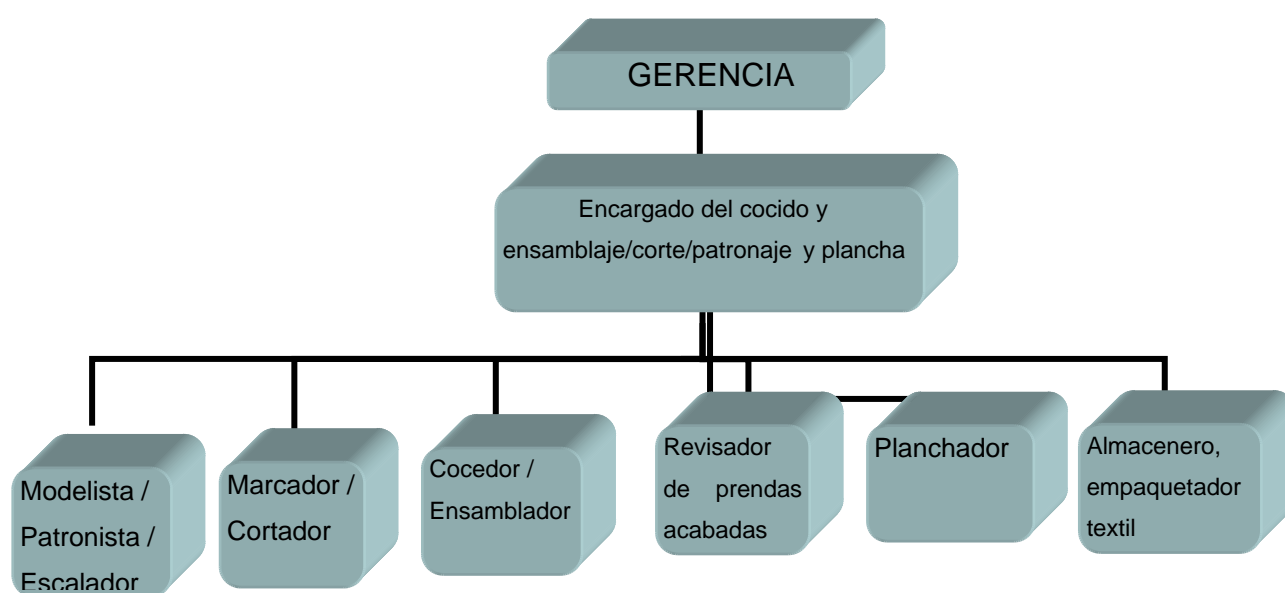 GERENCIA
Encargado del cocido y
ensamblaje/corte/patronaje y plancha
Modelista /
Patronista /
Escalador
Marcador /
Cortador
Cocedor /
Ensamblador
Revisador
de prendas
acabadas
Planchador
Almacenero,
empaquetador
textil